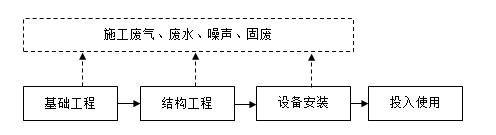 施工废气、废水、噪声、固废
基础工程
结构工程
设备安装
投入使用